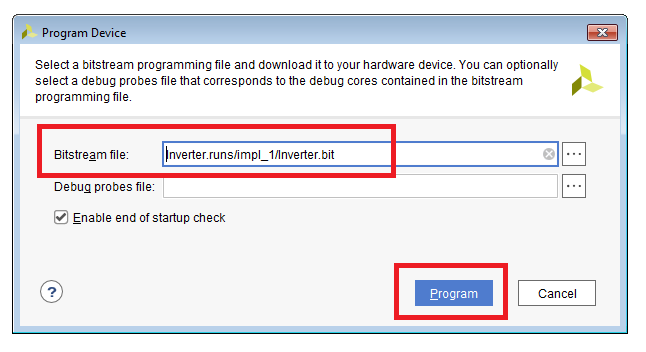 Program Device
Select a bitstream programming file and download it to your hardware device. You can optionally
select a debug probes file that corresponds to the debug cores contained in the bitstream
programming file.
Bitstream file: Inverter.runs/impl_1/Inverter.bit ...
Debug probes file: ...
Enable end of startup check
? Program Cancel